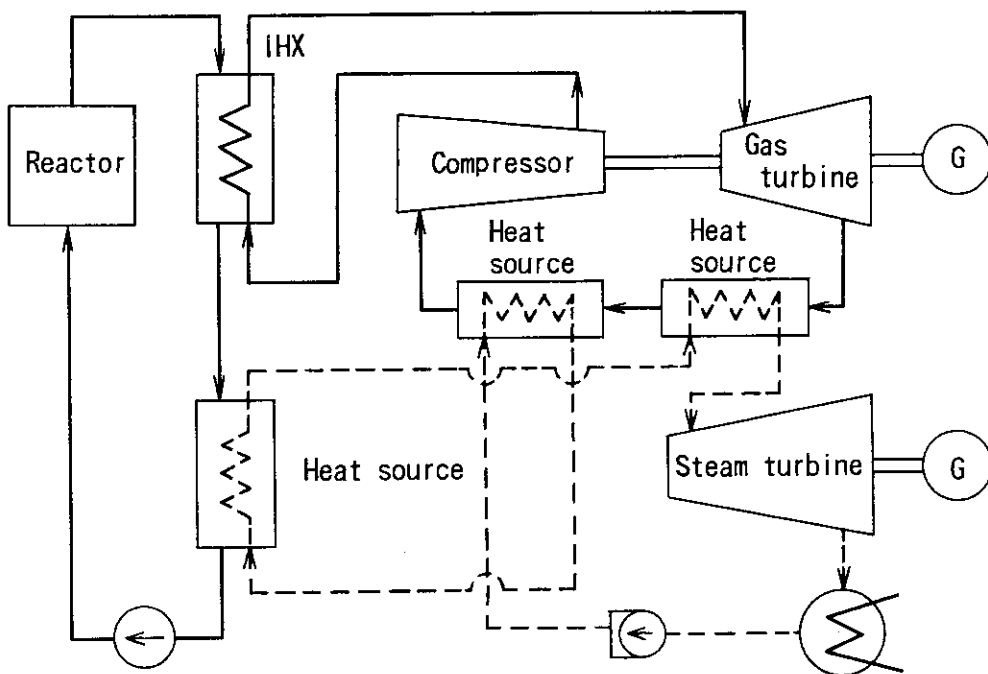 IHX
Reactor
Compressor
Gas
turbine
G
Heat
source
Heat
source
Heat source
Steam turbine
G